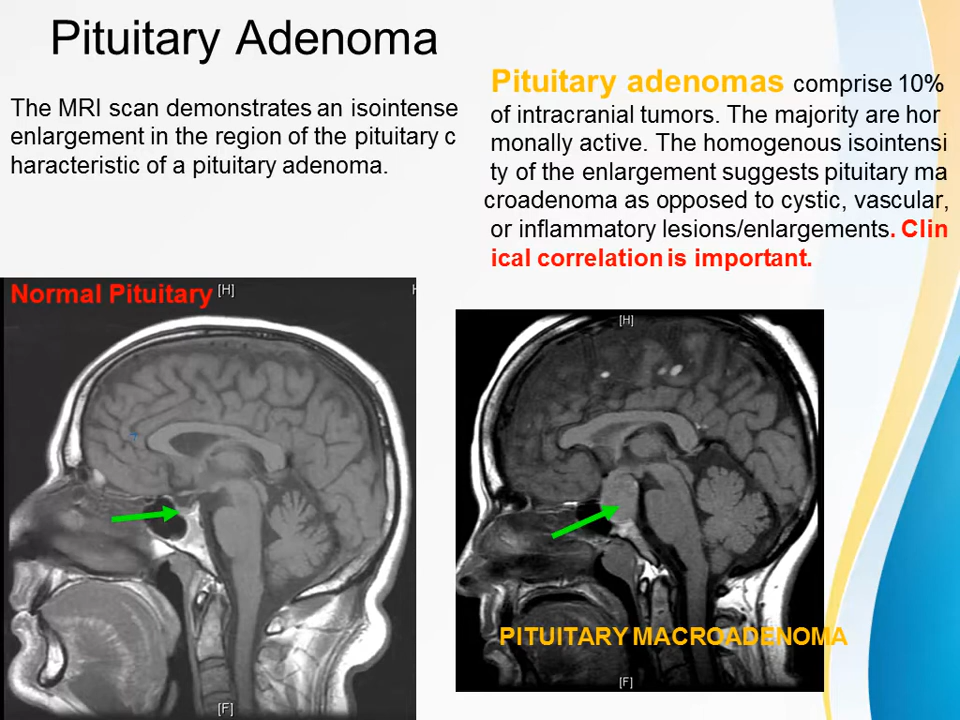 Pituitary Adenoma
The MRI scan demonstrates an isointense
enlargement in the region of the pituitary c
haracteristic of a pituitary adenoma.
Pituitary adenomas comprise 10%
of intracranial tumors. The majority are hor
monally active. The homogenous isointensi
ty of the enlargement suggests pituitary ma
croadenoma as opposed to cystic, vascular,
or inflammatory lesions/enlargements. Clin
ical correlation is important.
Normal Pituitary
[H]
[F]
[H]
PITUITARY MACROADENOMA
[F]